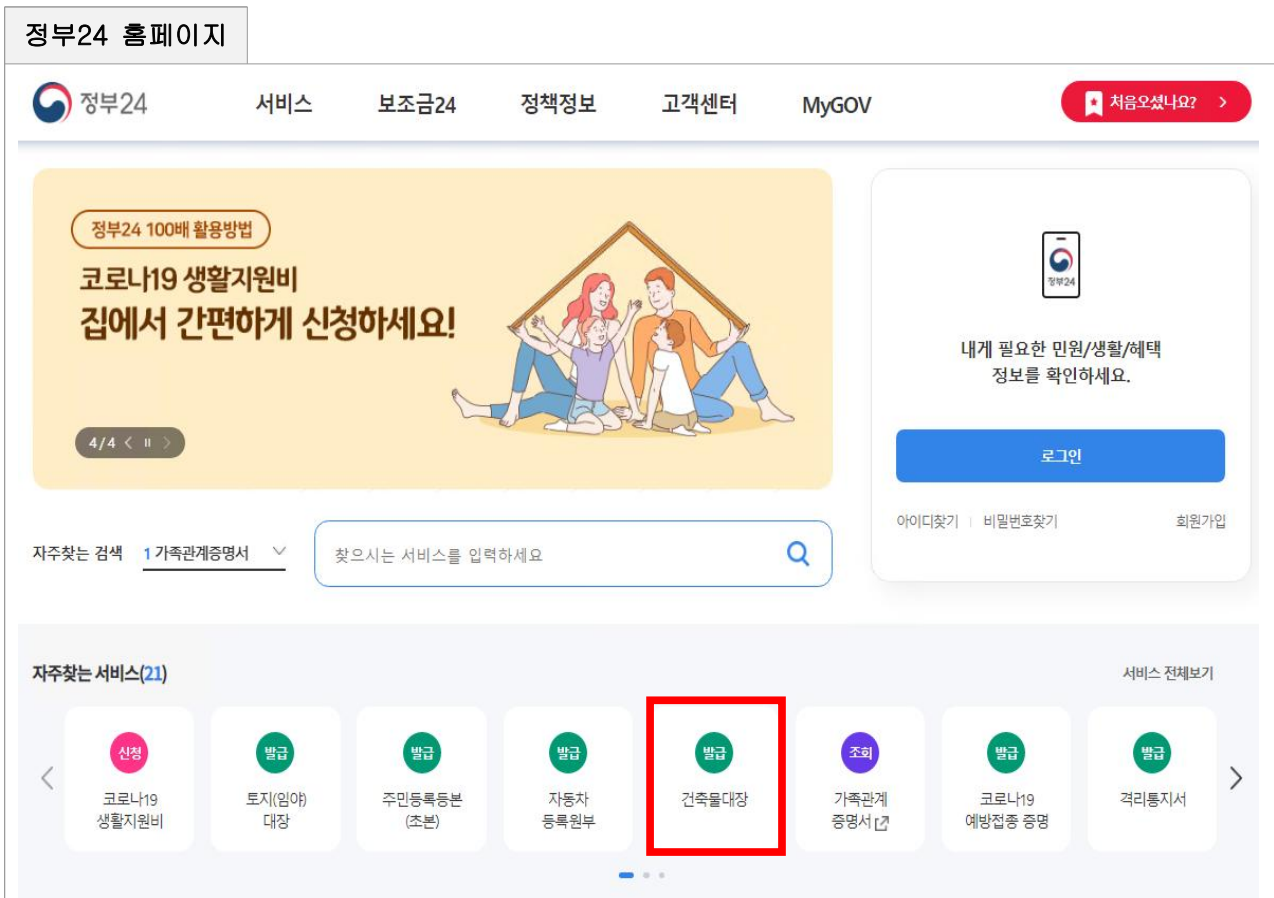 정부24 홈페이지
정부24
서비스
보조금24
정책정보
고객센터
MyGOV
처음오셨나요?
정부24 100배 활용방법
코로나19 생활지원비
집에서 간편하게 신청하세요!
4/4
정부24
내게 필요한 민원/생활/혜택
정보를 확인하세요.
로그인
아이디찾기
비밀번호찾기
회원가입
자주찾는 검색
1 가족관계증명서
찾으시는 서비스를 입력하세요
자주찾는 서비스(21)
서비스 전체보기
신청
코로나19
생활지원비
발급
토지(임야)
대장
발급
주민등록등본
(초본)
발급
자동차
등록원부
발급
건축물대장
조회
가족관계
증명서
발급
코로나19
예방접종 증명
발급
격리통지서